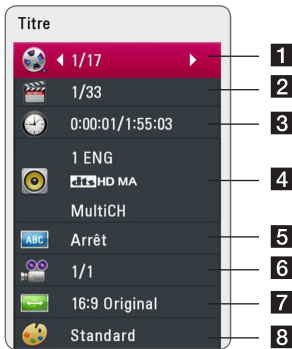 Titre
1/17 1
1/33 2
0:00:01/1:55:03 3
1 ENG
dts HD MA 4
MultiCH
ABC Arrêt 5
1/1 6
16:9 Original 7
Standard 8